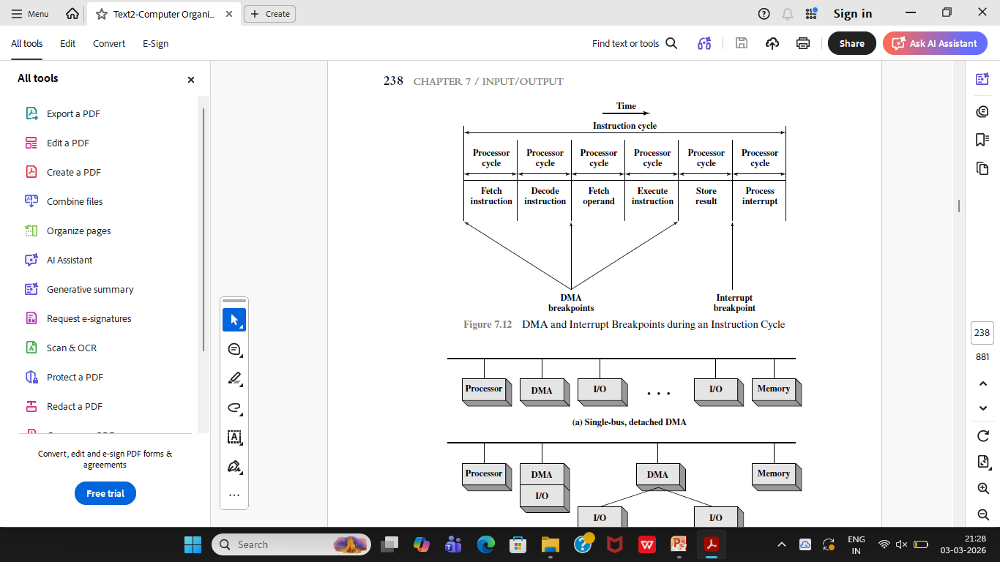 Menu
Text2-Computer Organi...
Create
Sign in
All tools
Edit
Convert
E-Sign
Find text or tools
Share
Ask AI Assistant
All tools
Export a PDF
Edit a PDF
Create a PDF
Combine files
Organize pages
AI Assistant
Generative summary
Request e-signatures
Scan & OCR
Protect a PDF
Redact a PDF
Convert, edit and e-sign PDF forms &
agreements
Free trial
238 CHAPTER 7 / INPUT/OUTPUT
Time
Instruction cycle
Processor cycle
Processor cycle
Processor cycle
Processor cycle
Processor cycle
Processor cycle
Fetch instruction
Decode instruction
Fetch operand
Execute instruction
Store result
Process interrupt
DMA breakpoints
Interrupt breakpoint
Figure 7.12 DMA and Interrupt Breakpoints during an Instruction Cycle
Processor
DMA
I/O
• • •
I/O
Memory
(a) Single-bus, detached DMA
Processor
DMA
I/O
DMA
Memory
I/O
I/O
238
881
Search
ENG
IN
21:28
03-03-2026